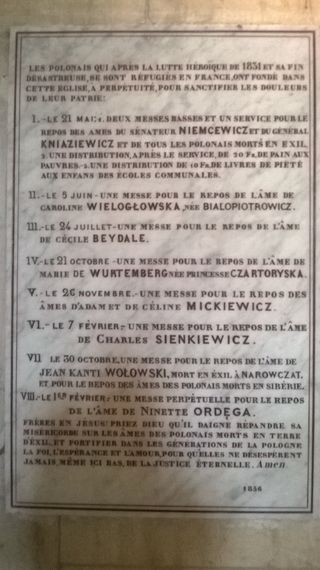 LES POLONAIS QUI APRÈS LA LUTTE HÉROIQUE DE 1831 ET SA FIN
DÉSASTREUSE, SE SONT RÉFUGIÉS EN FRANCE, ONT FONDÉ DANS
CETTE ÉGLISE, A PERPÉTUITÉ, POUR SANCTIFIER LES DOULEURS
DE LEUR PATRIE:
I.-LE 21 MAI: DEUX MESSES BASSES ET UN SERVICE POUR LE
REPOS DES AMES DU SÉNATEUR NIEMCEWICZ ET DU GÉNÉRAL
KNIAZIEWICZ ET DE TOUS LES POLONAIS MORTS EN EXIL,
UNE DISTRIBUTION, APRÈS LE SERVICE, DE 20 FR. DE PAIN AUX
PAUVRES. UNE DISTRIBUTION DE 10 FR. DE LIVRES DE PIÉTÉ
AUX ENFANS DES ÉCOLES COMMUNALES.
II.-LE 5 JUIN-UNE MESSE POUR LE REPOS DE L'ÂME DE
CAROLINE WIELOGŁOWSKA NÉE BIALOPIOTROWICZ.
III.-LE 24 JUILLET-UNE MESSE POUR LE REPOS DE L'ÂME
DE CÉCILE BEYDALE.
IV.-LE 21 OCTOBRE-UNE MESSE POUR LE REPOS DE L'ÂME DE
MARIE DE WURTEMBERG NÉE PRINCESSE CZARTORYSKA.
V.-LE 26 NOVEMBRE.-UNE MESSE POUR LE REPOS DES
ÂMES D'ADAM ET DE CÉLINE MICKIEWICZ.
VI.-LE 7 FÉVRIER-UNE MESSE POUR LE REPOS DE L'ÂME
DE CHARLES SIENKIEWICZ.
VII LE 30 OCTOBRE, UNE MESSE POUR LE REPOS DE L'ÂME DE
JEAN KANTI WOŁOWSKI, MORT EN EXIL À NAROWCZAT.
ET POUR LE REPOS DES ÂMES DES POLONAIS MORTS EN SIBÉRIE.
VIII.-LE 1ER FÉVRIER: UNE MESSE PERPÉTUELLE POUR LE REPOS
DE L'ÂME DE NINETTE ORDĘGA.
FRÈRES EN JESUS! PRIEZ DIEU QU'IL DAIGNE RÉPANDRE SA
MISÉRICORDE SUR LES ÂMES DES POLONAIS MORTS EN TERRE
D'ÉXIL, ET FORTIFIER DANS LES GÉNÉRATIONS DE LA POLOGNE
LA FOI, L'ESPÉRANCE ET L'AMOUR, POUR QU'ELLES NE DÉSESPÈRENT
JAMAIS, MÊME ICI BAS, DE LA JUSTICE ÉTERNELLE. Amen
1856